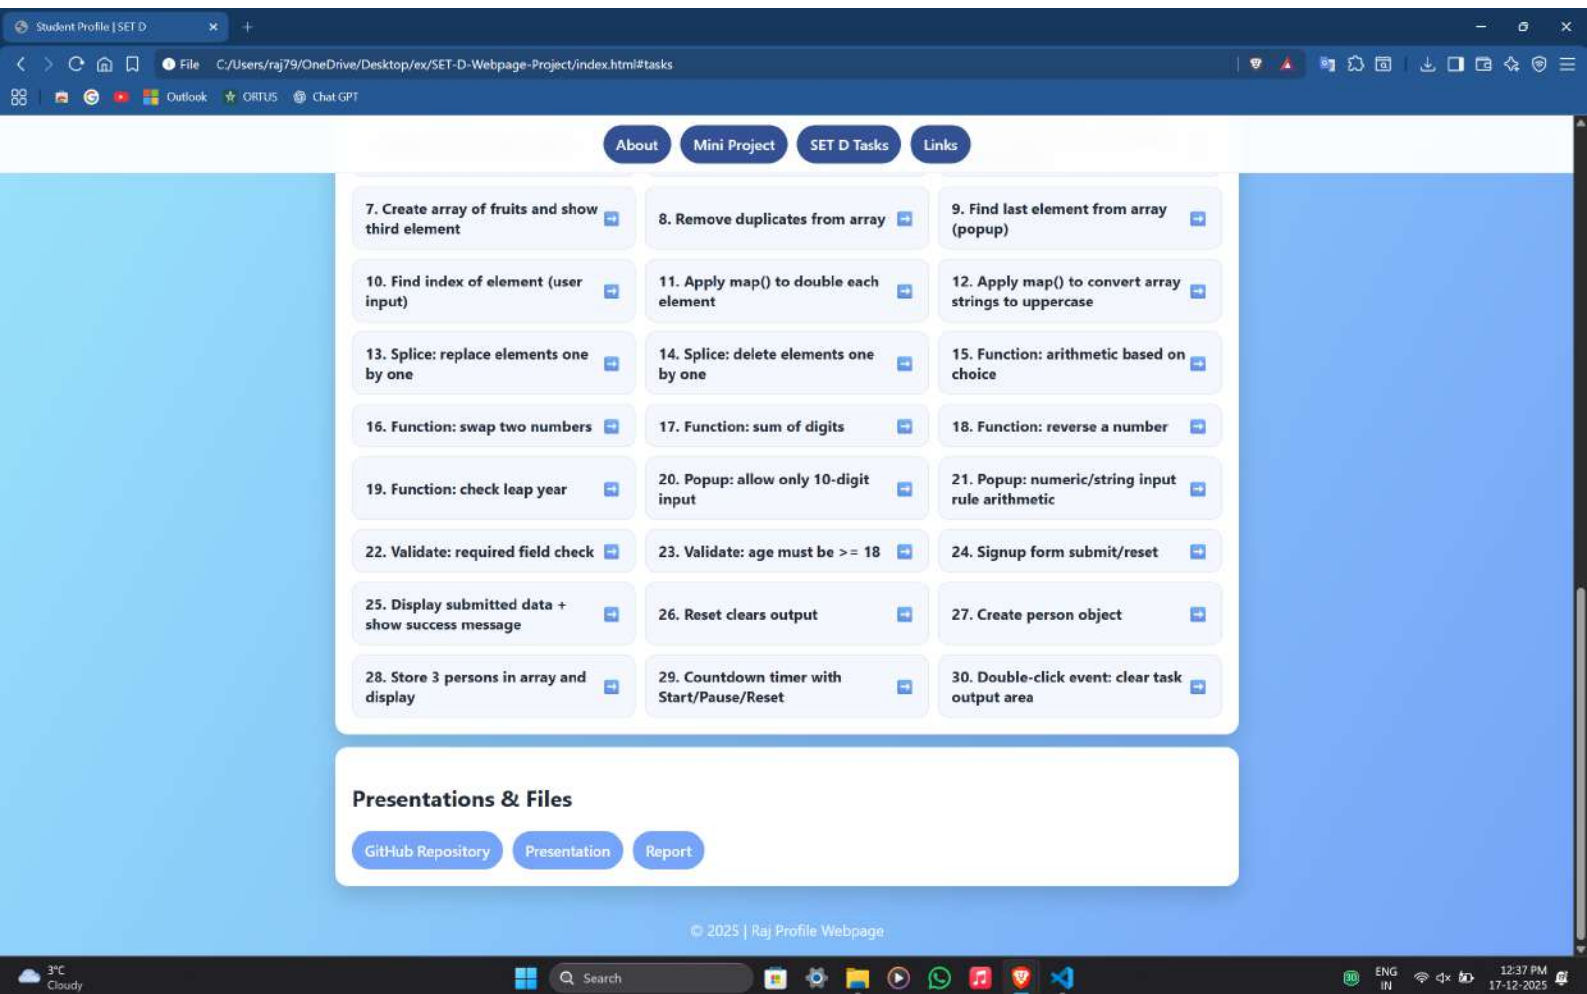 Student Profile | SET D
File C:/Users/raj79/OneDrive/Desktop/ex/SET-D-Webpage-Project/index.html#tasks
Outlook ORTUS Chat GPT
About Mini Project SET D Tasks Links
7. Create array of fruits and show
third element
8. Remove duplicates from array
9. Find last element from array
(popup)
10. Find index of element (user
input)
11. Apply map() to double each
element
12. Apply map() to convert array
strings to uppercase
13. Splice: replace elements one
by one
14. Splice: delete elements one
by one
15. Function: arithmetic based on
choice
16. Function: swap two numbers
17. Function: sum of digits
18. Function: reverse a number
19. Function: check leap year
20. Popup: allow only 10-digit
input
21. Popup: numeric/string input
rule arithmetic
22. Validate: required field check
23. Validate: age must be >= 18
24. Signup form submit/reset
25. Display submitted data +
show success message
26. Reset clears output
27. Create person object
28. Store 3 persons in array and
display
29. Countdown timer with
Start/Pause/Reset
30. Double-click event: clear task
output area
Presentations & Files
GitHub Repository Presentation Report
© 2025 | Raj Profile Webpage
3°C
Cloudy
Search
30
ENG
IN
12:37 PM
17-12-2025